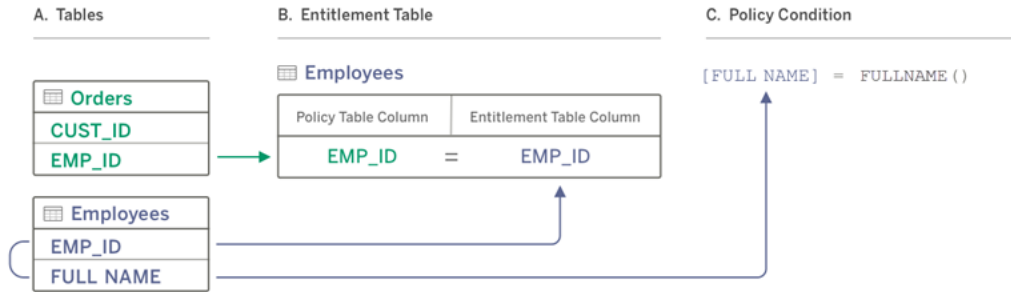 A. Tables
B. Entitlement Table
C. Policy Condition
Orders
CUST_ID
EMP_ID
Employees
EMP_ID
FULL NAME
Employees
Policy Table Column Entitlement Table Column
EMP_ID = EMP_ID
[FULL NAME] = FULLNAME()